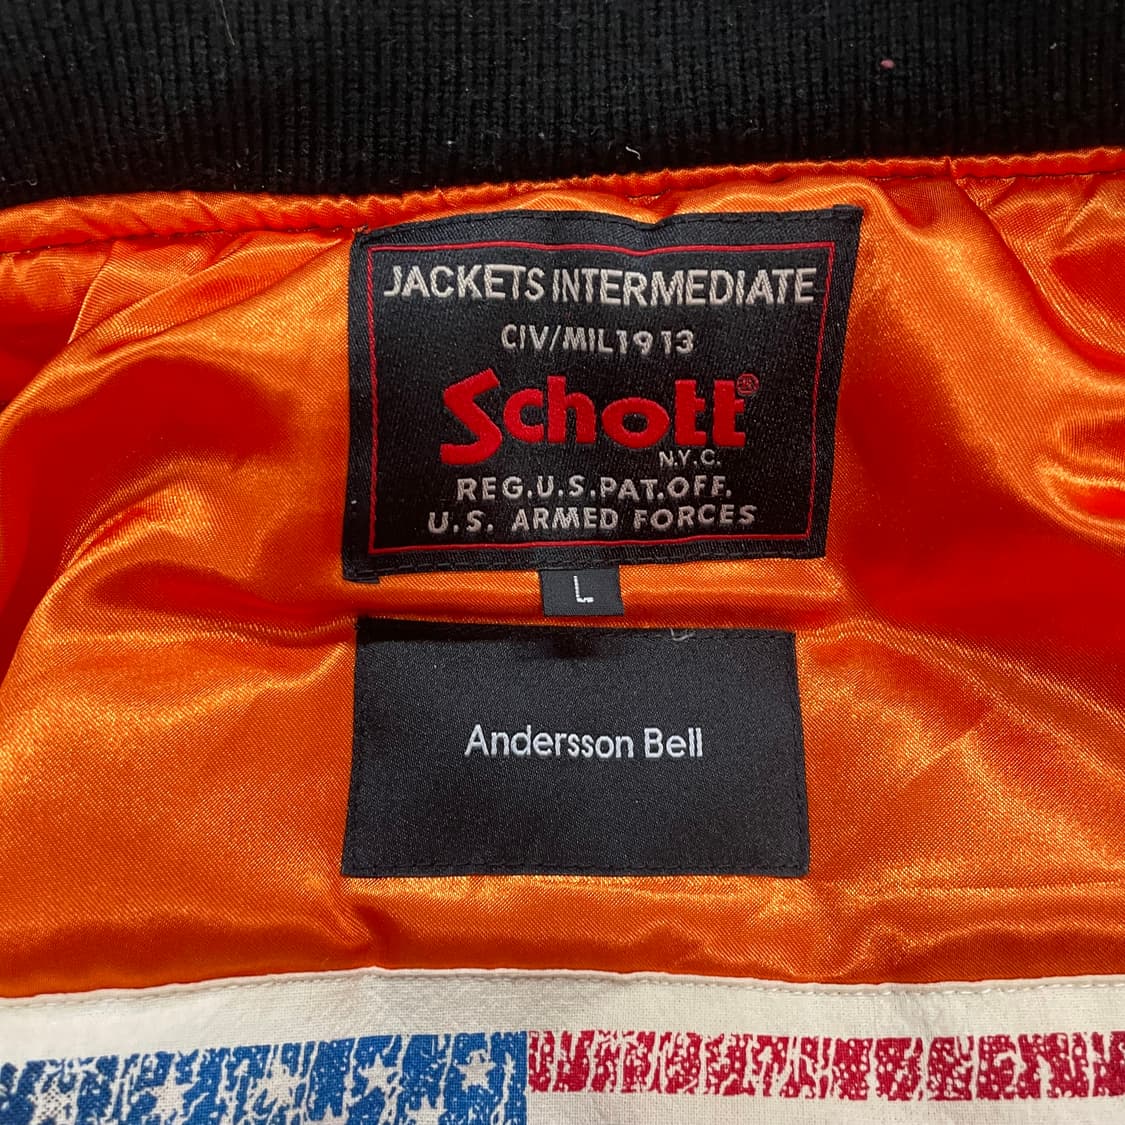 JACKETS INTERMEDIATE
CIV/MIL1913
Schott®
N.Y.C.
REG.U.S.PAT.OFF.
U.S. ARMED FORCES
L
Andersson Bell